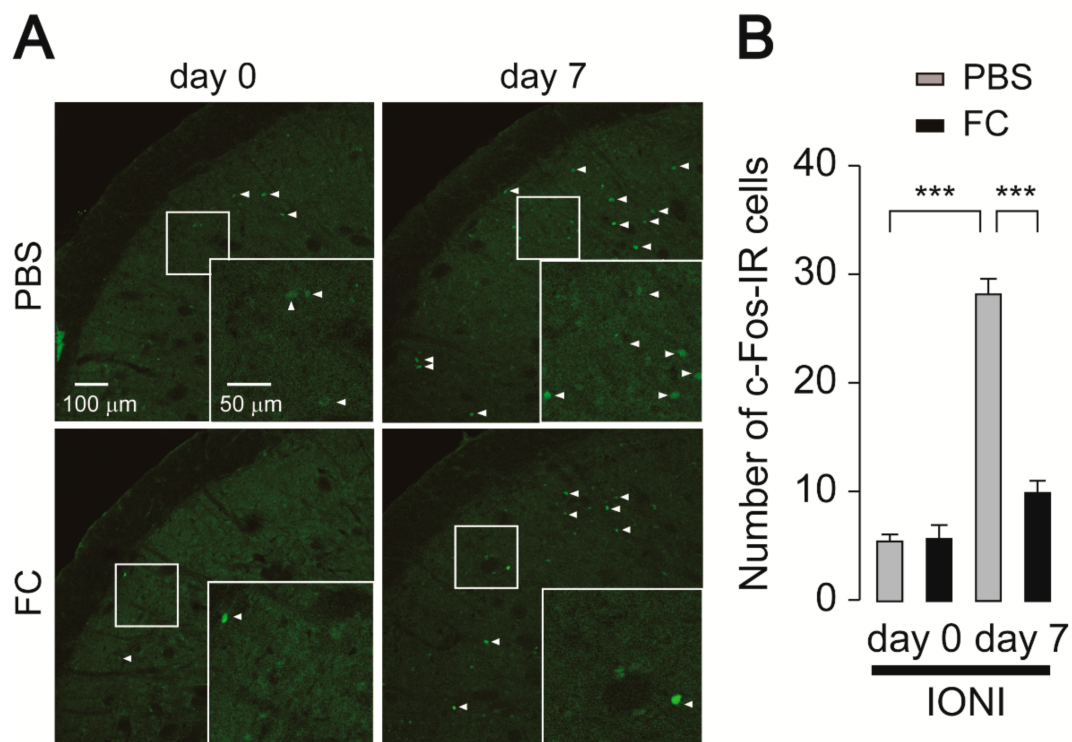 A
day 0
day 7
PBS
100 μm
50 μm
FC
B
PBS
FC
Number of c-Fos-IR cells
40
30
20
10
0
*** ***
day 0 day 7
IONI